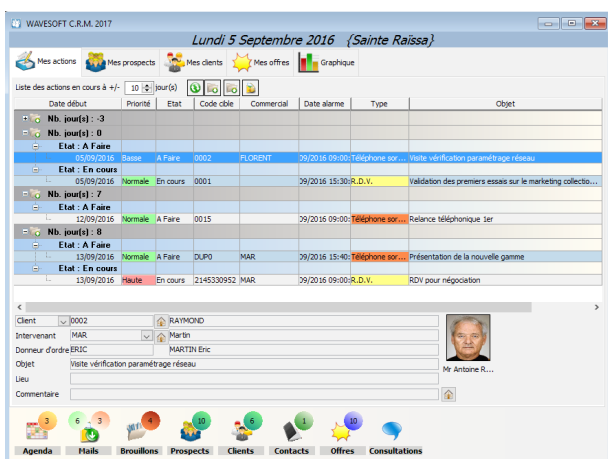 WAVESOFT C.R.M. 2017
Lundi 5 Septembre 2016 {Sainte Raïssa}
Mes actions Mes prospects Mes clients Mes offres Graphique
Liste des actions en cours à +/- 10 jour(s)
Date début Priorité Etat Code cible Commercial Date alarme Type Objet
Nb. jour(s) : -3
Nb. jour(s) : 0
Etat : A Faire
05/09/2016 Basse A Faire 0002 FLORENT 09/2016 09:00: Téléphone sor... Visite vérification paramétrage réseau
Etat : En cours
05/09/2016 Normale En cours 0001 09/2016 15:30: R.D.V. Validation des premiers essais sur le marketing collectio...
Nb. jour(s) : 7
Etat : A Faire
12/09/2016 Normale A Faire 0015 09/2016 09:00: Téléphone sor... Relance téléphonique 1er
Nb. jour(s) : 8
Etat : A Faire
13/09/2016 Normale A Faire DUP0 MAR 09/2016 15:40: Téléphone sor... Présentation de la nouvelle gamme
Etat : En cours
13/09/2016 Haute En cours 2145330952 MAR 09/2016 09:00: R.D.V. RDV pour négociation
Client 0002 RAYMOND
Intervenant MAR Martin
Donneur d'ordre ERIC MARTIN Eric
Objet Visite vérification paramétrage réseau
Lieu
Commentaire
Mr Antoine R...
3 6 3 4 10 6 1 10
Agenda Mails Brouillons Prospects Clients Contacts Offres Consultations